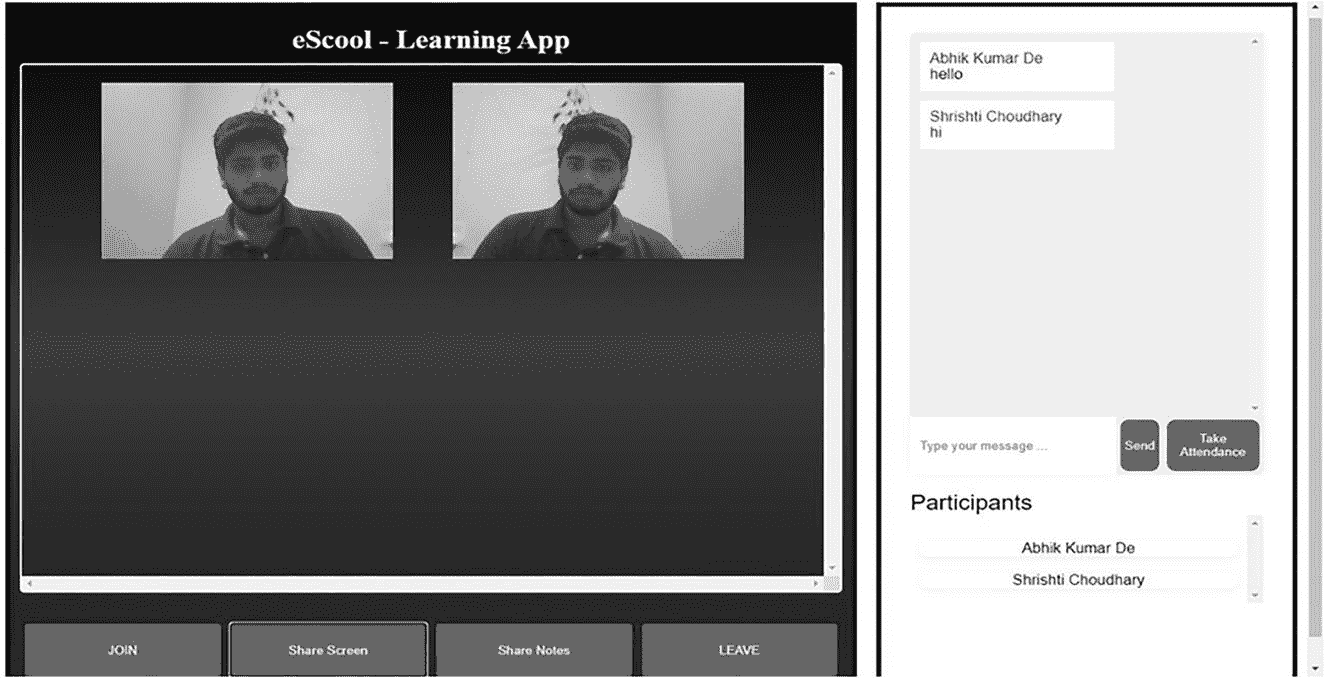 eScool - Learning App
Abhik Kumar De
hello
Shrishti Choudhary
hi
Type your message ...
Send
Take
Attendance
Participants
Abhik Kumar De
Shrishti Choudhary
JOIN
Share Screen
Share Notes
LEAVE